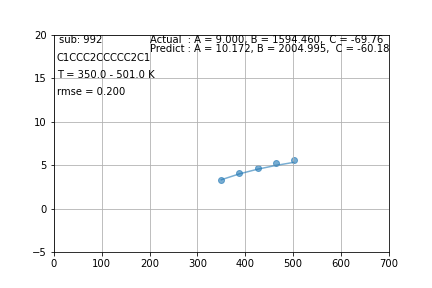 sub: 992
Actual : A = 9.000, B = 1594.460, C = -69.76
Predict : A = 10.172, B = 2004.995, C = -60.18
C1CCC2CCCCC2C1
T = 350.0 - 501.0 K
rmse = 0.200
20
15
10
5
0
-5
0 100 200 300 400 500 600 700